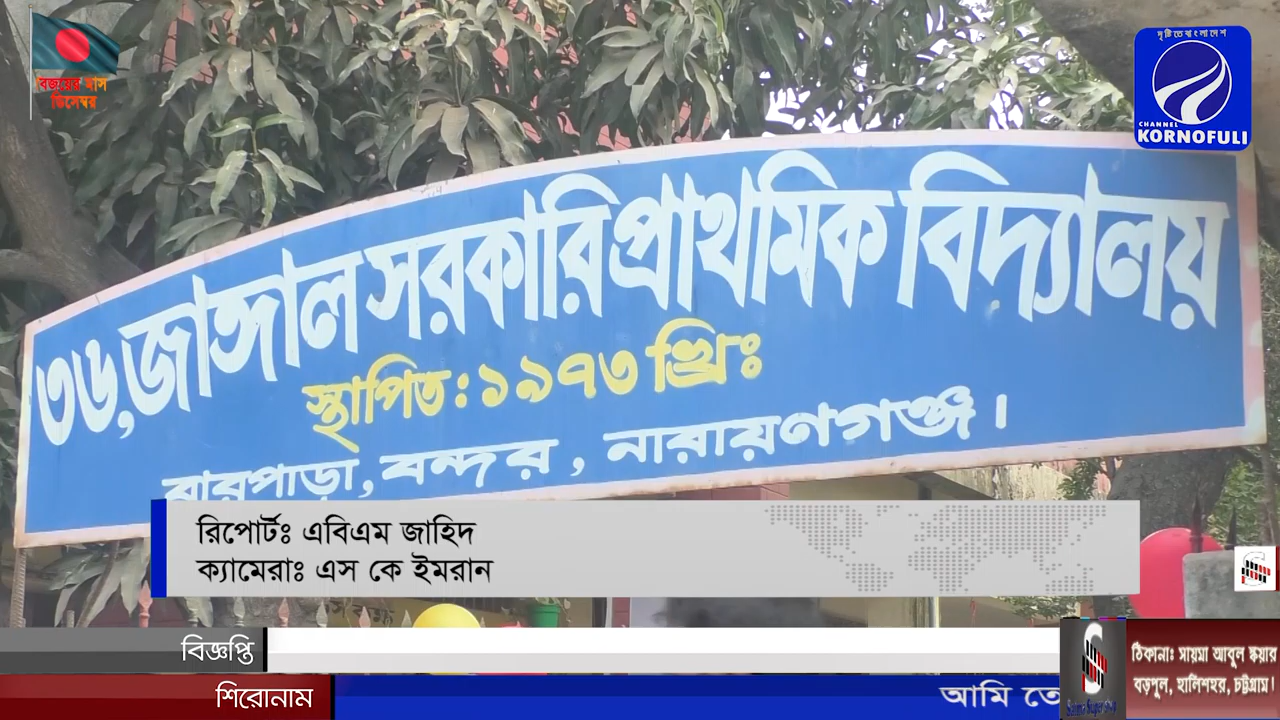 বিজয়ের মাস
ডিসেম্বর
দৃষ্টিতে বাংলাদেশ
CHANNEL
KORNOFULI
৩৬, জাঙ্গাল সরকারি প্রাথমিক বিদ্যালয়
স্থাপিত: ১৯৭৩ খ্রিঃ
বারপাড়া, বন্দর, নারায়ণগঞ্জ।
রিপোর্টঃ এবিএম জাহিদ
ক্যামেরাঃ এস কে ইমরান
বিজ্ঞপ্তি
ঠিকানা: সায়মা আবুল স্কয়ার
বড়পুল, হালিশহর, চট্টগ্রাম।
শিরোনাম
আমি